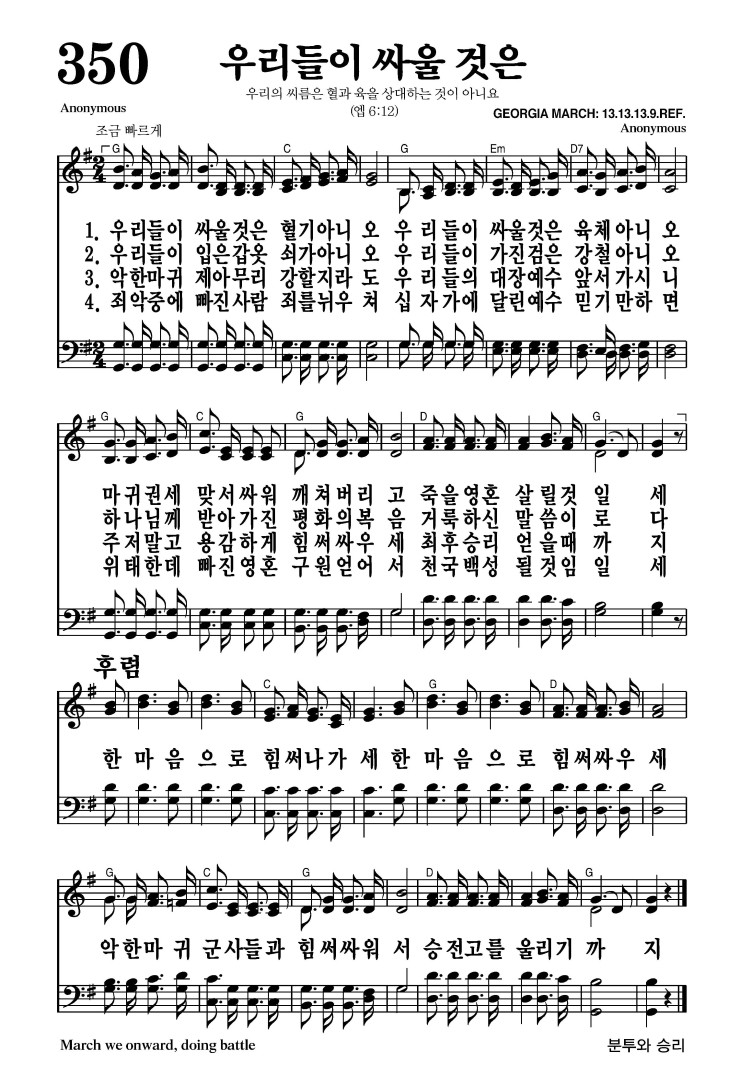 350
우리들이 싸울 것은
우리의 씨름은 혈과 육을 상대하는 것이 아니요
(엡 6:12)
Anonymous
GEORGIA MARCH: 13.13.13.9.REF.
Anonymous
조금 빠르게
G C G Em D7
1. 우리들이 싸울것은 혈기아니 오 우 리들이 싸울것은 육체아니 오
2. 우리들이 입은갑옷 쇠가아니 오 우 리들이 가진검은 강철아니 오
3. 악한마귀 제아무리 강할지라 도 우 리들의 대장예수 앞서가시 니
4. 죄악중에 빠진사람 죄를뉘우 쳐 십 자가에 달린예수 믿기만하 면
G C G D G
마귀권세 맞서싸워 깨쳐버리 고 죽을영혼 살릴것 일 세
하나님께 받아가진 평화의복 음 거룩하신 말씀이 로 다
주저말고 용감하게 힘써싸우 세 최후승리 얻을때 까 지
위태한데 빠진영혼 구원얻어 서 천국백성 될것임 일 세
후렴
G C G D
한 마 음 으 로 힘써나가 세 한 마 음 으 로 힘써싸우 세
G C G D G
악한마 귀 군사들과 힘써싸워 서 승전고를 울리기 까 지
March we onward, doing battle
분투와 승리